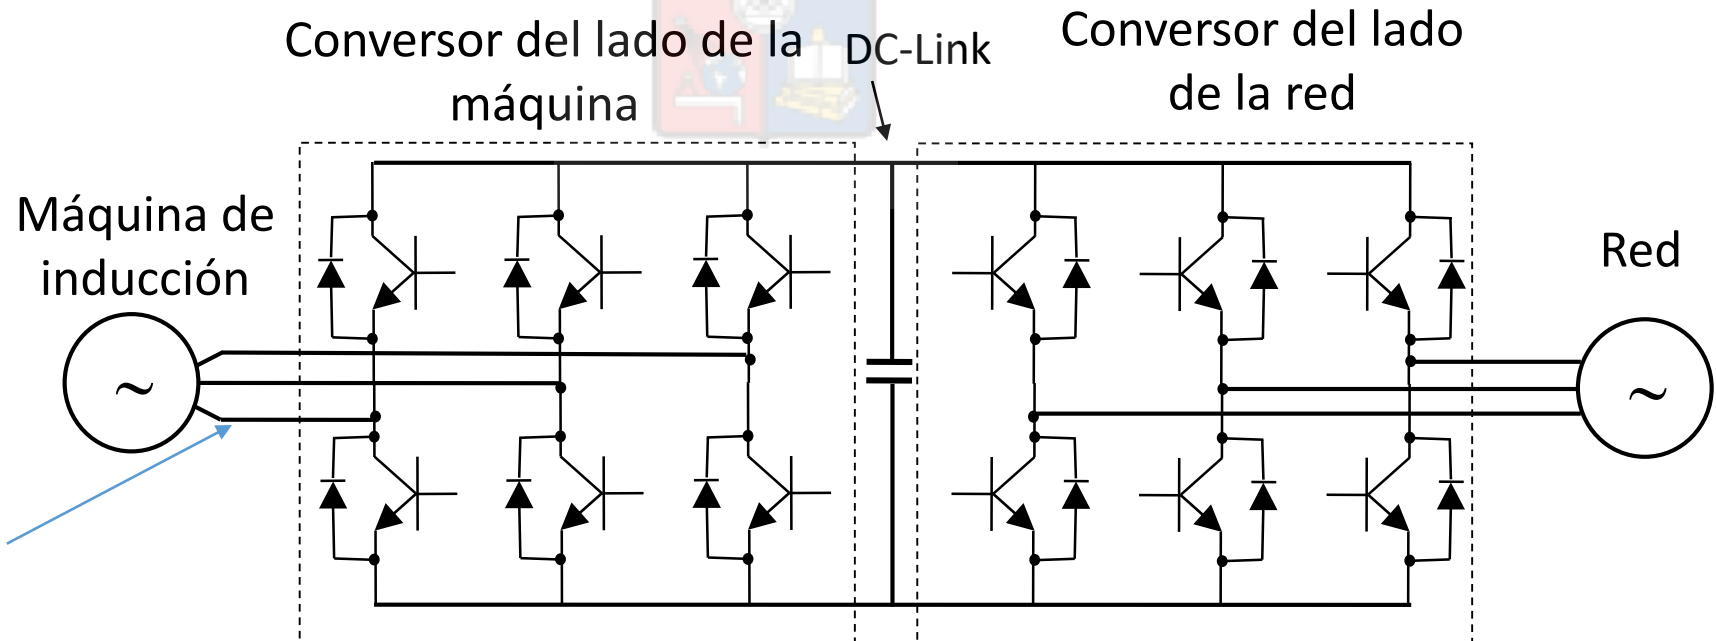 Conversor del lado de la
máquina
DC-Link
Conversor del lado
de la red
Máquina de
inducción
Red
~
~